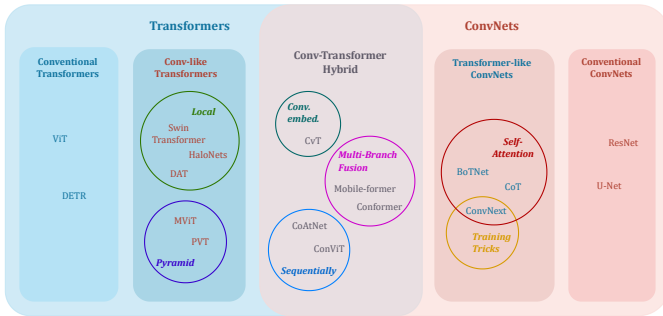 Transformers
ConvNets
Conventional
Transformers
ViT
DETR
Conv-like
Transformers
Local
Swin
Transformer
HaloNets
DAT
MViT
PVT
Pyramid
Conv-Transformer
Hybrid
Conv.
embed.
CvT
Multi-Branch
Fusion
Mobile-former
Conformer
CoAtNet
ConViT
Sequentially
Transformer-like
ConvNets
Self-
Attention
BoTNet
CoT
ConvNext
Training
Tricks
Conventional
ConvNets
ResNet
U-Net